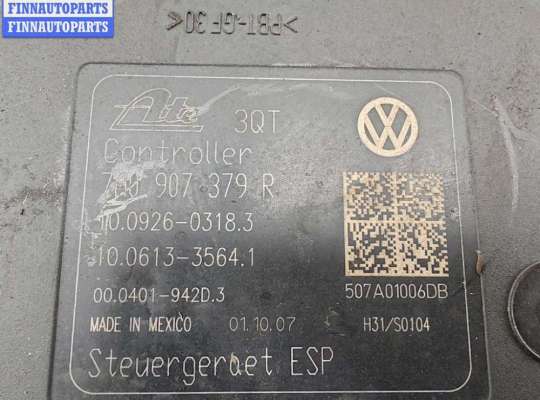 FINNAUTOPARTS
FINNAUTOPARTS
>PBT-GF30<
Ate 3QT
Controller
907 379 R
10.0926-0318.3
10.0613-3564.1
00.0401-942D.3
507A01006DB
MADE IN MEXICO 01.10.07 H31/S0104
Steuergeraet ESP